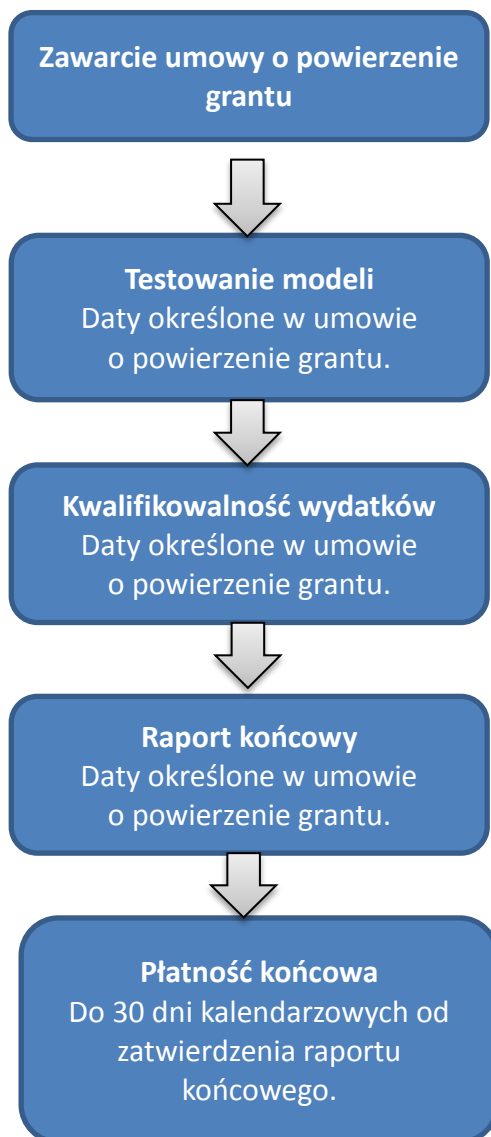 Zawarcie umowy o powierzenie
grantu
Testowanie modeli
Daty określone w umowie
o powierzenie grantu.
Kwalifikowalność wydatków
Daty określone w umowie
o powierzenie grantu.
Raport końcowy
Daty określone w umowie
o powierzenie grantu.
Płatność końcowa
Do 30 dni kalendarzowych od
zatwierdzenia raportu
końcowego.